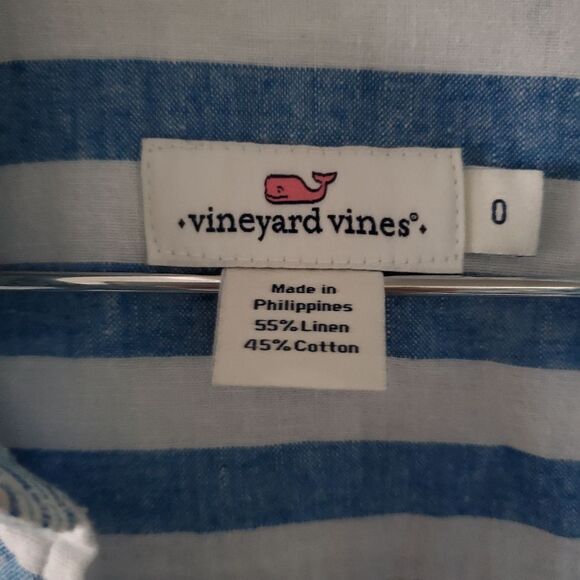 •vineyard vines®•
0
Made in
Philippines
55% Linen
45% Cotton